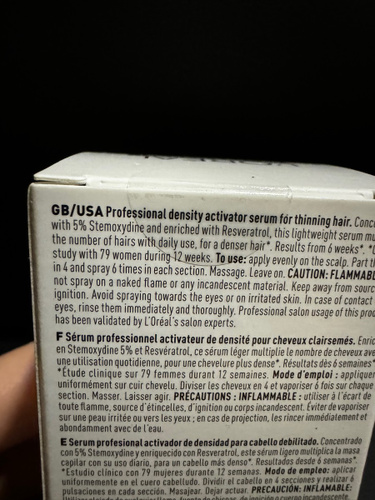 GB/USA Professional density activator serum for thinning hair.
with 5% Stemoxydine and enriched with Resveratrol, this lightweight serum
the number of hairs with daily use, for a denser hair*. Results from 6 weeks*.
study with 79 women during 12 weeks. To use: apply evenly on the scalp. Part
in 4 and spray 6 times in each section. Massage. Leave on. CAUTION: FLAMMABL
not spray on a naked flame or any incandescent material. Keep away from
ignition. Avoid spraying towards the eyes or on irritated skin. In case of contact
eyes, rinse them immediately and thoroughly. Professional salon usage of this
has been validated by L'Oréal's salon experts.
F Sérum professionnel activateur de densité pour cheveux clairsemés.
en Stemoxydine 5% et Resvératrol, ce sérum léger multiplie le nombre de cheveux
une utilisation quotidienne, pour une chevelure plus dense*. Résultats dès 6 semaines*
*Étude clinique sur 79 femmes durant 12 semaines. Mode d'emploi : appliquer
uniformément sur cuir chevelu. Diviser les cheveux en 4 et vaporiser 6 fois sur chaque
section. Masser. Laisser agir. PRÉCAUTIONS : INFLAMMABLE : utiliser à l'écart de
toute flamme, source d'étincelles, d'ignition ou corps incandescent. Éviter de vaporiser
sur une peau irritée ou vers les yeux ; en cas de projection, les rincer immédiatement et
abondamment avec de l'eau.
E Serum profesional activador de densidad para cabello debilitado. Concentrado
con 5% Stemoxydine y enriquecido con Resveratrol, este sérum ligero multiplica la masa
capilar con su uso diario, para un cabello más denso*. Resultados desde 6 semanas*.
*Estudio clínico con 79 mujeres durante 12 semanas. Modo de empleo: aplicar
uniformemente en el cuero cabelludo. Dividir el cabello en 4 secciones y realizar 6
pulsaciones en cada sección. Masajear. Dejar actuar. PRECAUCIÓN: INFLAMABLE: